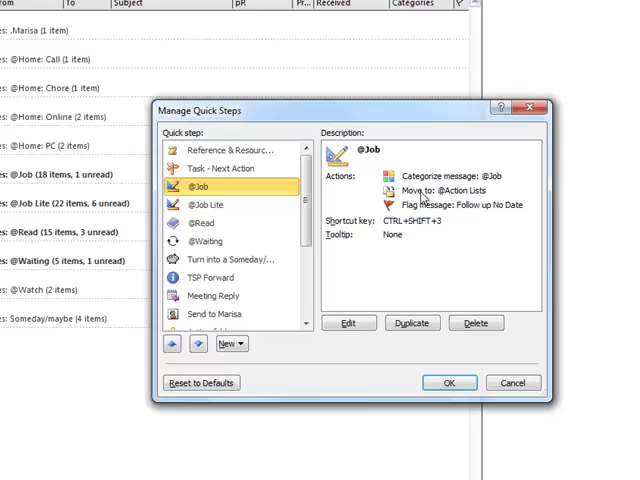 rom To Subject pR Pr... Received Categories
es: .Marisa (1 item)
es: @Home: Call (1 item)
es: @Home: Chore (1 item)
es: @Home: Online (2 items)
es: @Home: PC (2 items)
es: @Job (18 items, 1 unread)
es: @Job Lite (22 items, 6 unread)
es: @Read (15 items, 3 unread)
es: @Waiting (5 items, 1 unread)
es: @Watch (2 items)
es: Someday/maybe (4 items)
Manage Quick Steps
Quick step:
Reference & Resourc...
Task - Next Action
@Job
@Job Lite
@Read
@Waiting
Turn into a Someday/...
TSP Forward
Meeting Reply
Send to Marisa
New
Reset to Defaults
Description:
@Job
Actions: Categorize message: @Job
Move to: @Action Lists
Flag message: Follow up No Date
Shortcut key: CTRL+SHIFT+3
Tooltip: None
Edit Duplicate Delete
OK Cancel